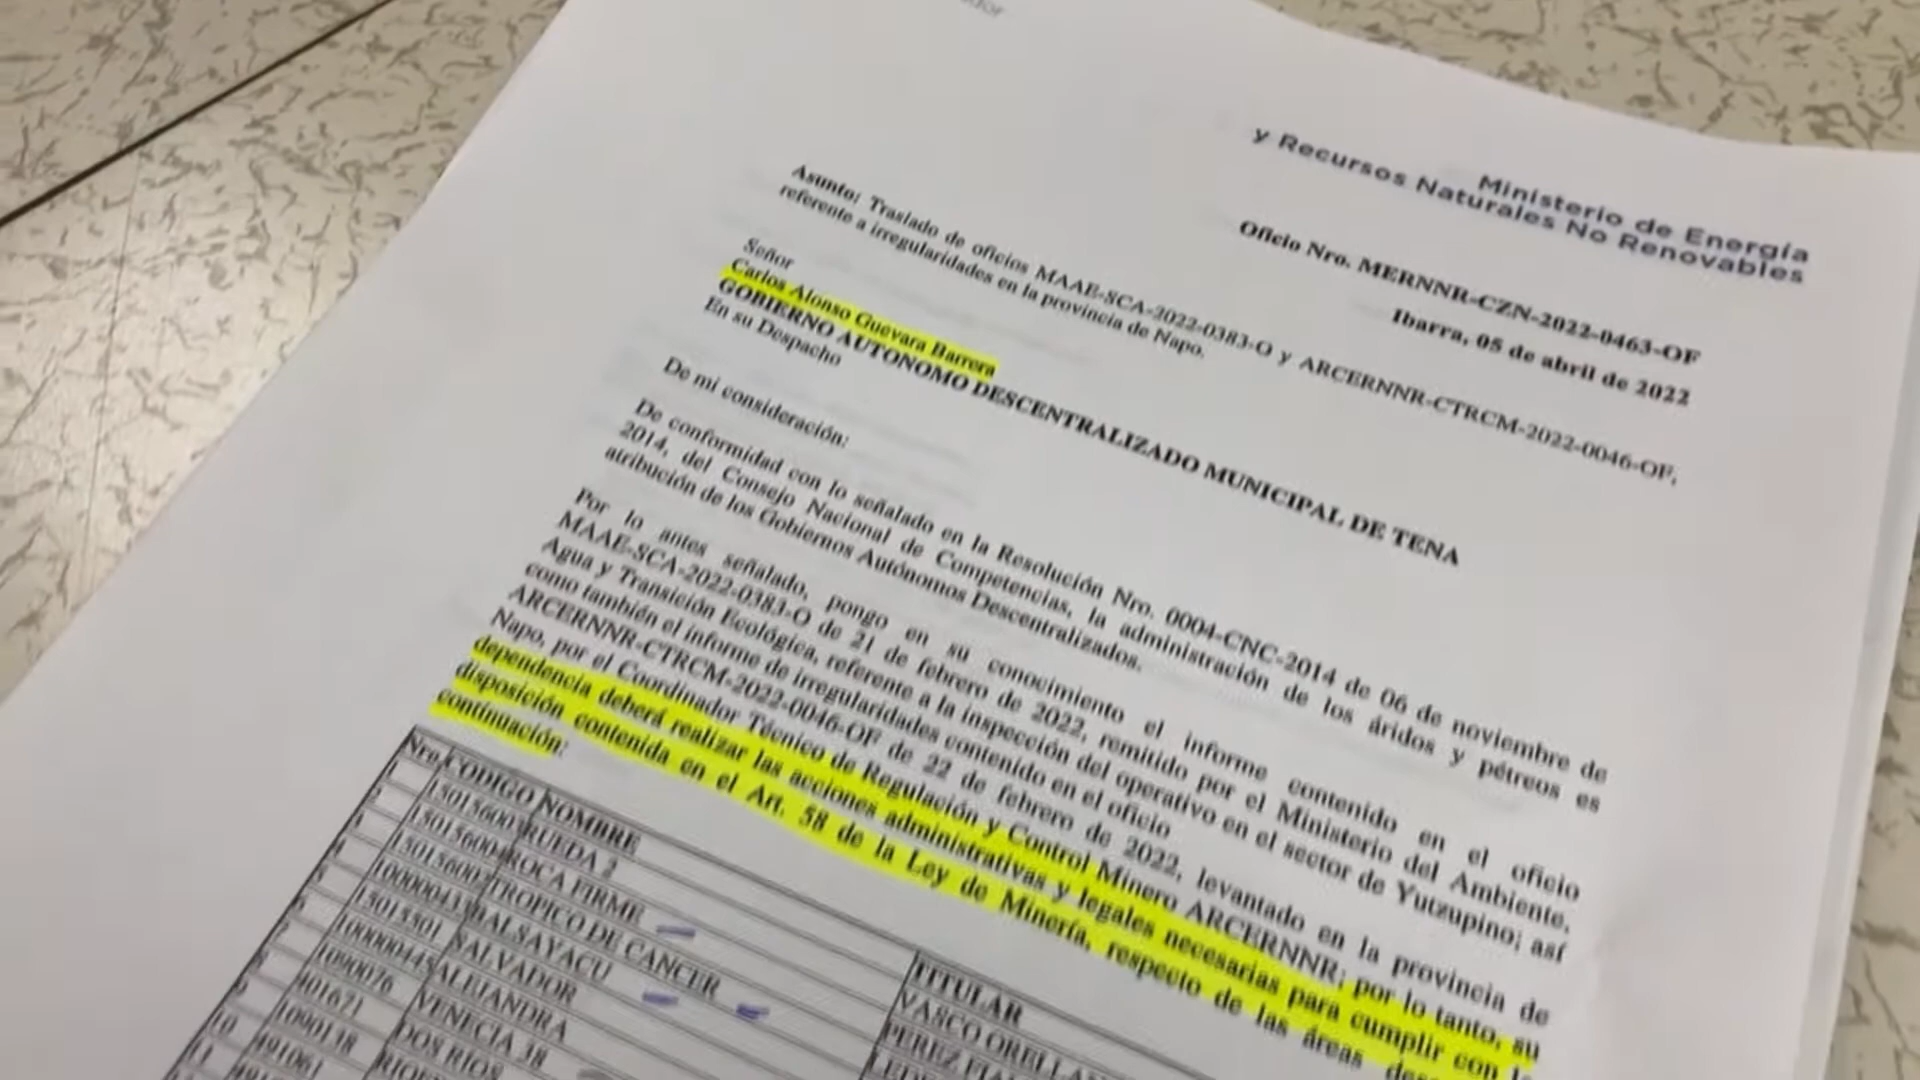 Ministerio de Energía
y Recursos Naturales No Renovables
Oficio Nro. MERNNR-CZN-2022-0463-OF
Ibarra, 05 de abril de 2022
Asunto: Traslado de oficios MAAE-SCA-2022-0383-O y ARCERNNR-CTRCM-2022-0046-OF,
referente a irregularidades en la provincia de Napo.
Señor
Carlos Alonso Guevara Barrera
GOBIERNO AUTONOMO DESCENTRALIZADO MUNICIPAL DE TENA
En su Despacho
De mi consideración:
De conformidad con lo señalado en la Resolución Nro. 0004-CNC-2014 de 06 de noviembre de
2014, del Consejo Nacional de Competencias, la administración de los áridos y pétreos es
atribución de los Gobiernos Autónomos Descentralizados.
Por lo antes señalado, pongo en su conocimiento el informe contenido en el oficio
MAAE-SCA-2022-0383-O de 21 de febrero de 2022, remitido por el Ministerio del Ambiente,
Agua y Transición Ecológica, referente a la inspección del operativo en el sector de Yutzupino; así
como también el informe de irregularidades contenido en el oficio
ARCERNNR-CTRCM-2022-0046-OF de 22 de febrero de 2022, levantado en la provincia de
Napo, por el Coordinador Técnico de Regulación y Control Minero ARCERNNR; por lo tanto, su
dependencia deberá realizar las acciones administrativas y legales necesarias para cumplir con
disposición contenida en el Art. 58 de la Ley de Minería, respecto de las áreas
continuación:
Nro. CODIGO NOMBRE TITULAR
RUEDA 2 VASCO
ROCA FIRME PEREZ
TROPICO DE CANCER
BALSAYACU
15015501 SALVADOR
ALEJANDRA
1090076 VENECIA 38
401671 DOS RIOS
10 1090138
11 491061